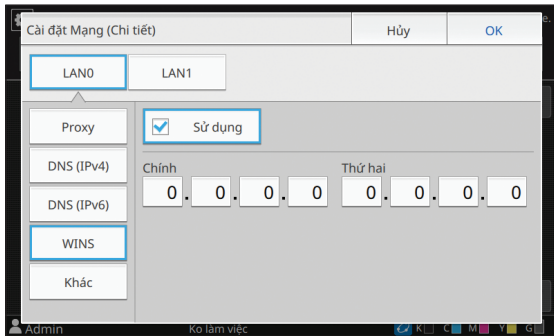 Cài đặt Mạng (Chi tiết)
Hủy
OK
LAN0
LAN1
Proxy
DNS (IPv4)
DNS (IPv6)
WINS
Khác
Sử dụng
Chính
Thứ hai
0 . 0 . 0 . 0
0 . 0 . 0 . 0
Admin
Ko làm việc
K C M Y G